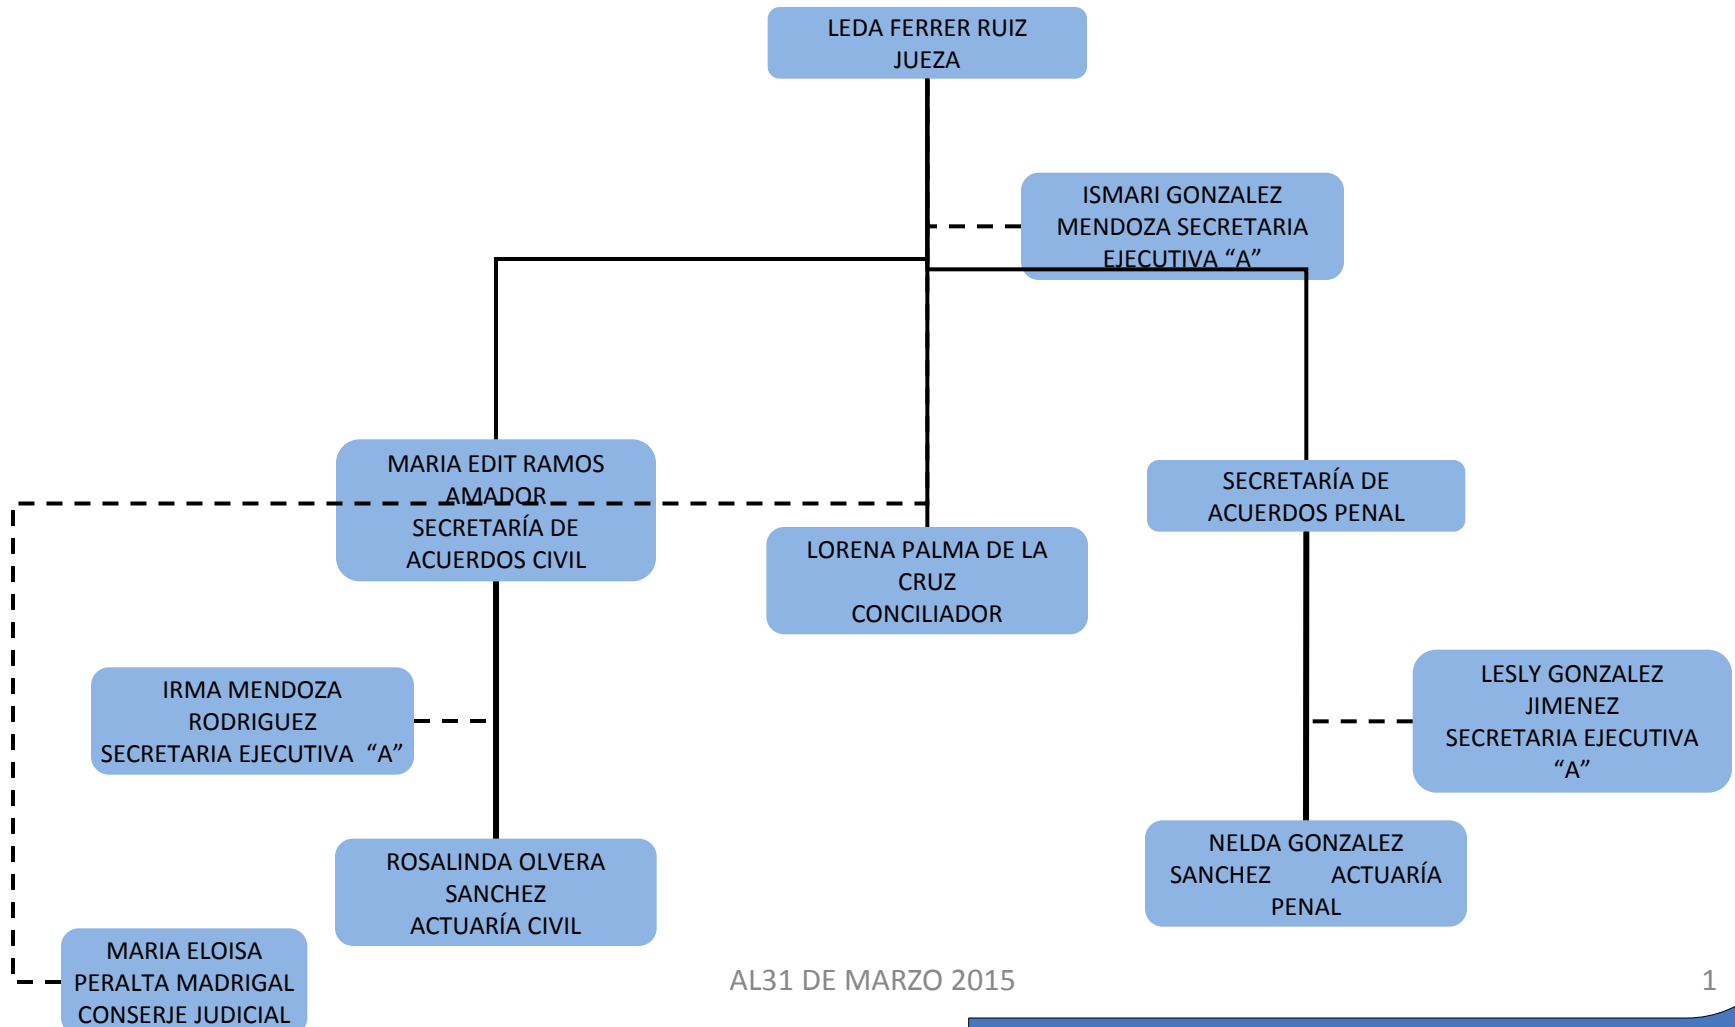 LEDA FERRER RUIZ
JUEZA
ISMARI GONZALEZ
MENDOZA SECRETARIA
EJECUTIVA “A”
MARIA EDIT RAMOS
AMADOR
SECRETARÍA DE
ACUERDOS CIVIL
LORENA PALMA DE LA
CRUZ
CONCILIADOR
SECRETARÍA DE
ACUERDOS PENAL
IRMA MENDOZA
RODRIGUEZ
SECRETARIA EJECUTIVA “A”
LESLY GONZALEZ
JIMENEZ
SECRETARIA EJECUTIVA
“A”
ROSALINDA OLVERA
SANCHEZ
ACTUARÍA CIVIL
NELDA GONZALEZ
SANCHEZ ACTUARÍA
PENAL
MARIA ELOISA
PERALTA MADRIGAL
CONSERJE JUDICIAL
AL31 DE MARZO 2015
1